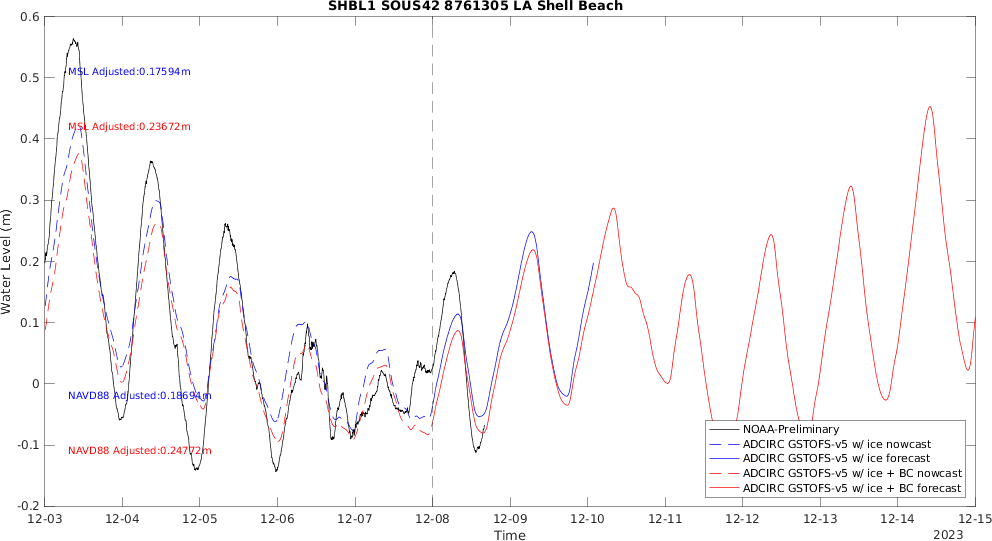 SHBL1 SOUS42 8761305 LA Shell Beach
0.6
0.5
0.4
0.3
0.2
0.1
0
-0.1
-0.2
Water Level (m)
MSL Adjusted:0.17594m
MSL Adjusted:0.23672m
NAVD88 Adjusted:0.18694m
NAVD88 Adjusted:0.24772m
NOAA-Preliminary
ADCIRC GSTOFS-v5 w/ ice nowcast
ADCIRC GSTOFS-v5 w/ ice forecast
ADCIRC GSTOFS-v5 w/ ice + BC nowcast
ADCIRC GSTOFS-v5 w/ ice + BC forecast
12-03 12-04 12-05 12-06 12-07 12-08 12-09 12-10 12-11 12-12 12-13 12-14 12-15
Time
2023